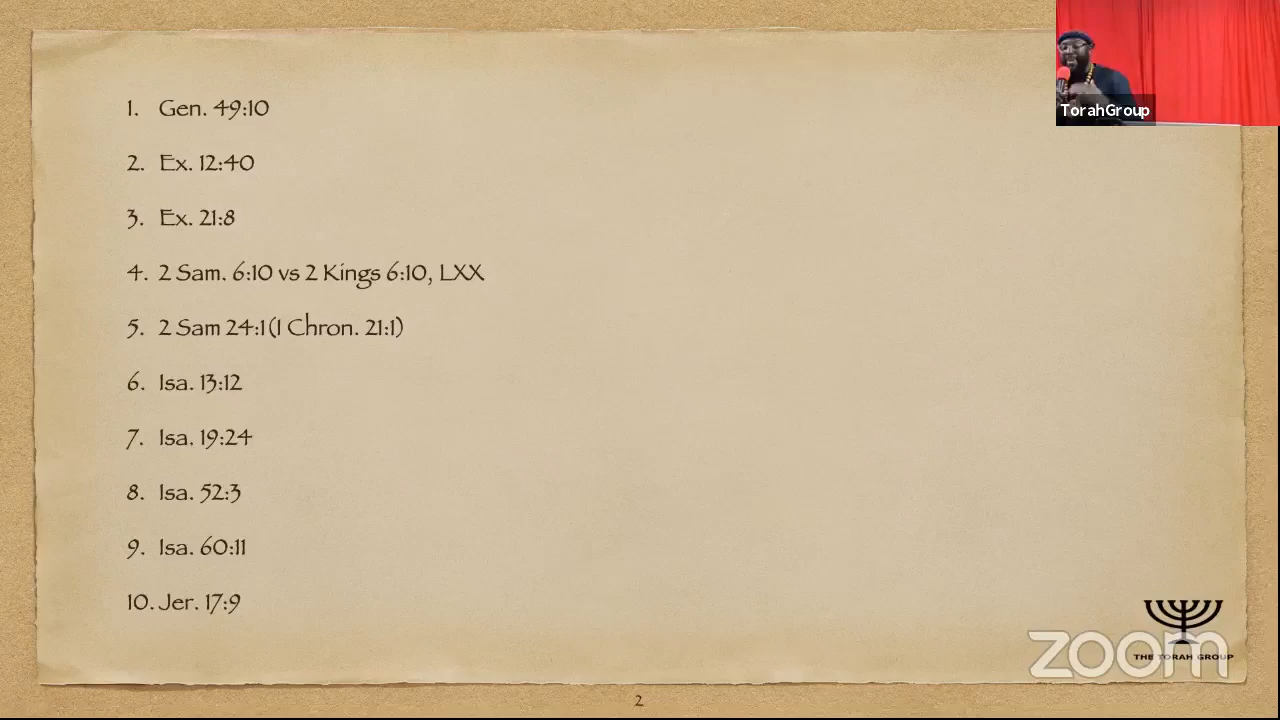 TorahGroup
1. Gen. 49:10
2. Ex. 12:40
3. Ex. 21:8
4. 2 Sam. 6:10 vs 2 Kings 6:10, LXX
5. 2 Sam 24:1(1 Chron. 21:1)
6. Isa. 13:12
7. Isa. 19:24
8. Isa. 52:3
9. Isa. 60:11
10. Jer. 17:9
zoom
THE TORAH GROUP
2